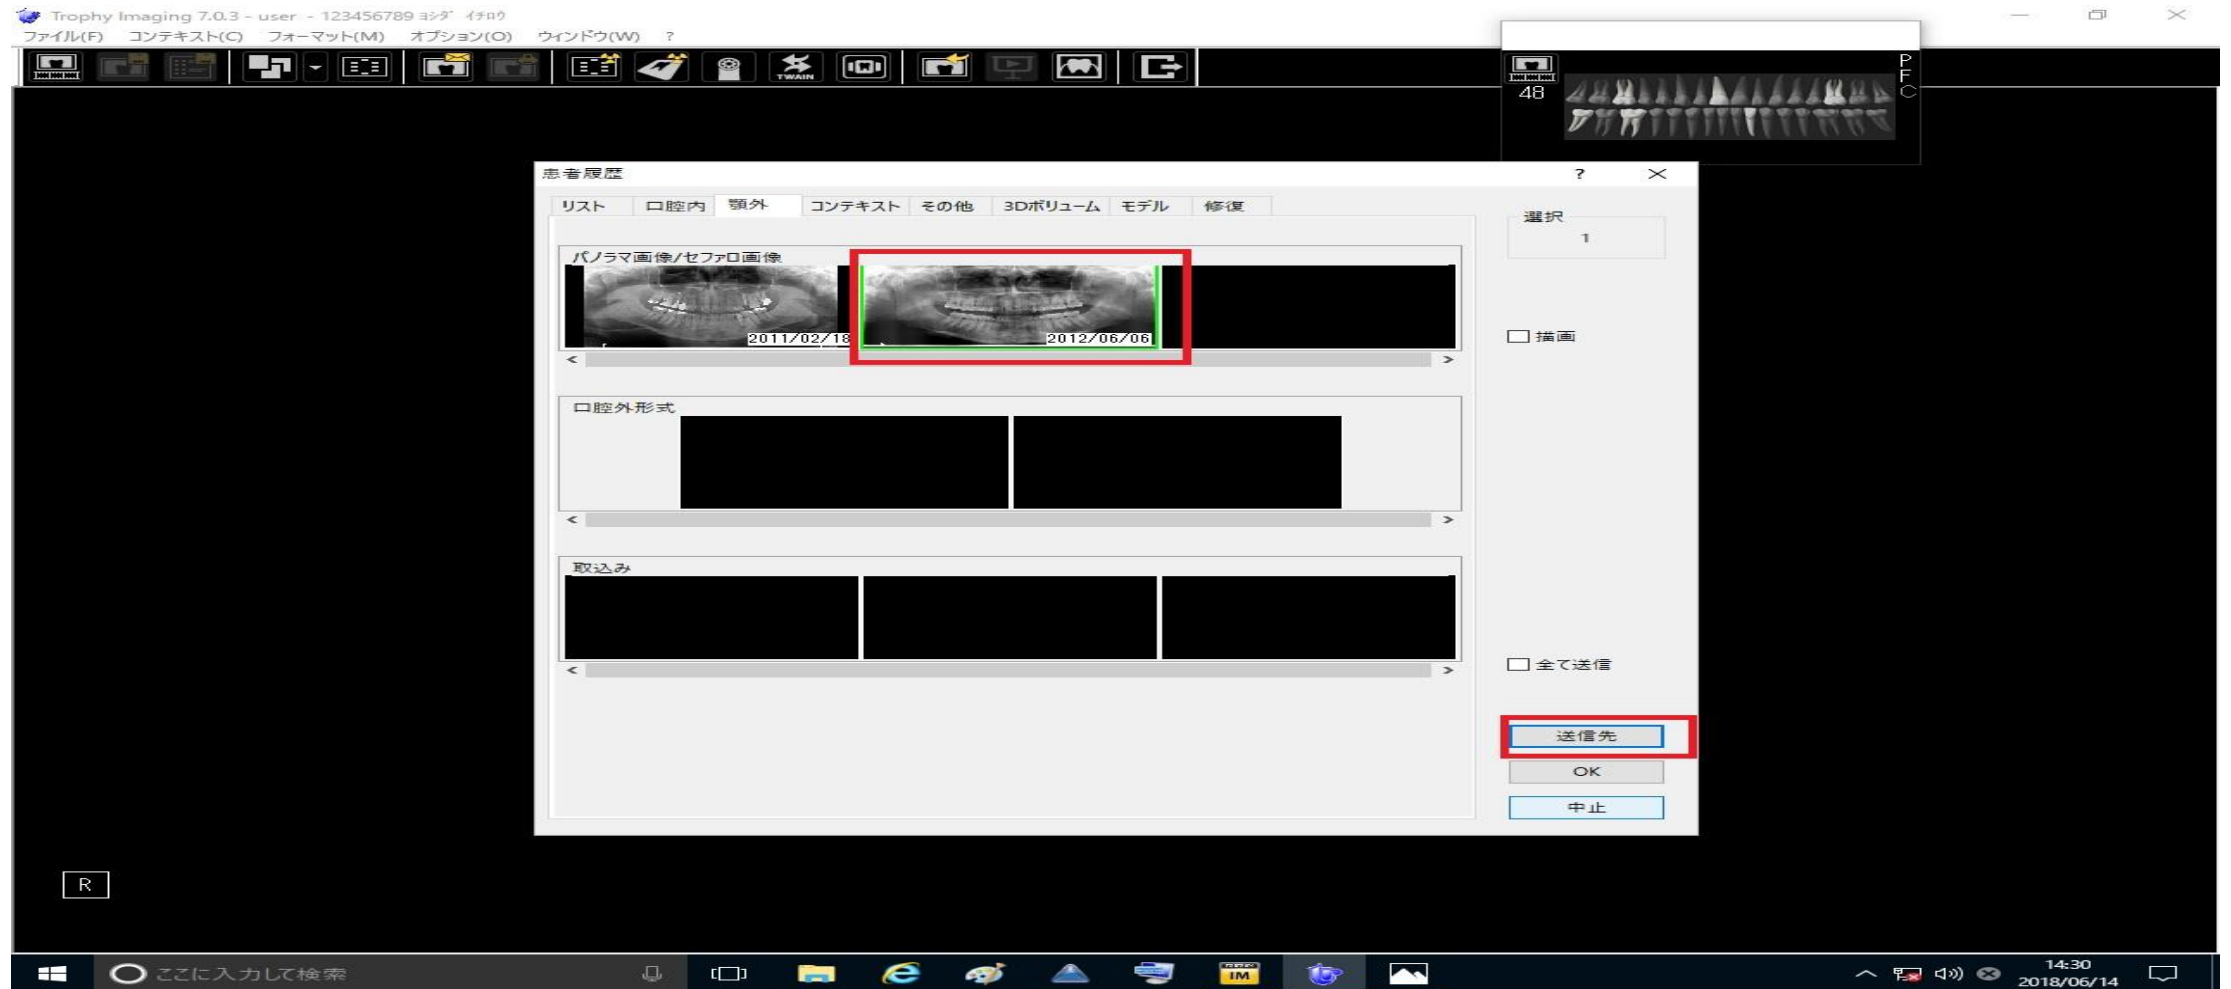 Trophy Imaging 7.0.3 - user - 123456789 ﾖｼﾀﾞ ｲﾁﾛｳ
ファイル(F) コンテキスト(C) フォーマット(M) オプション(O) ウィンドウ(W) ?
TWAIN
48
P
F
C
患者履歴
?
リスト 口腔内 顎外 コンテキスト その他 3Dボリューム モデル 修復
選択
1
パノラマ画像/セファロ画像
2011/02/18
2012/06/06
描画
口腔外形式
取込み
全て送信
送信先
OK
中止
R
ここに入力して検索
IM
14:30
2018/06/14